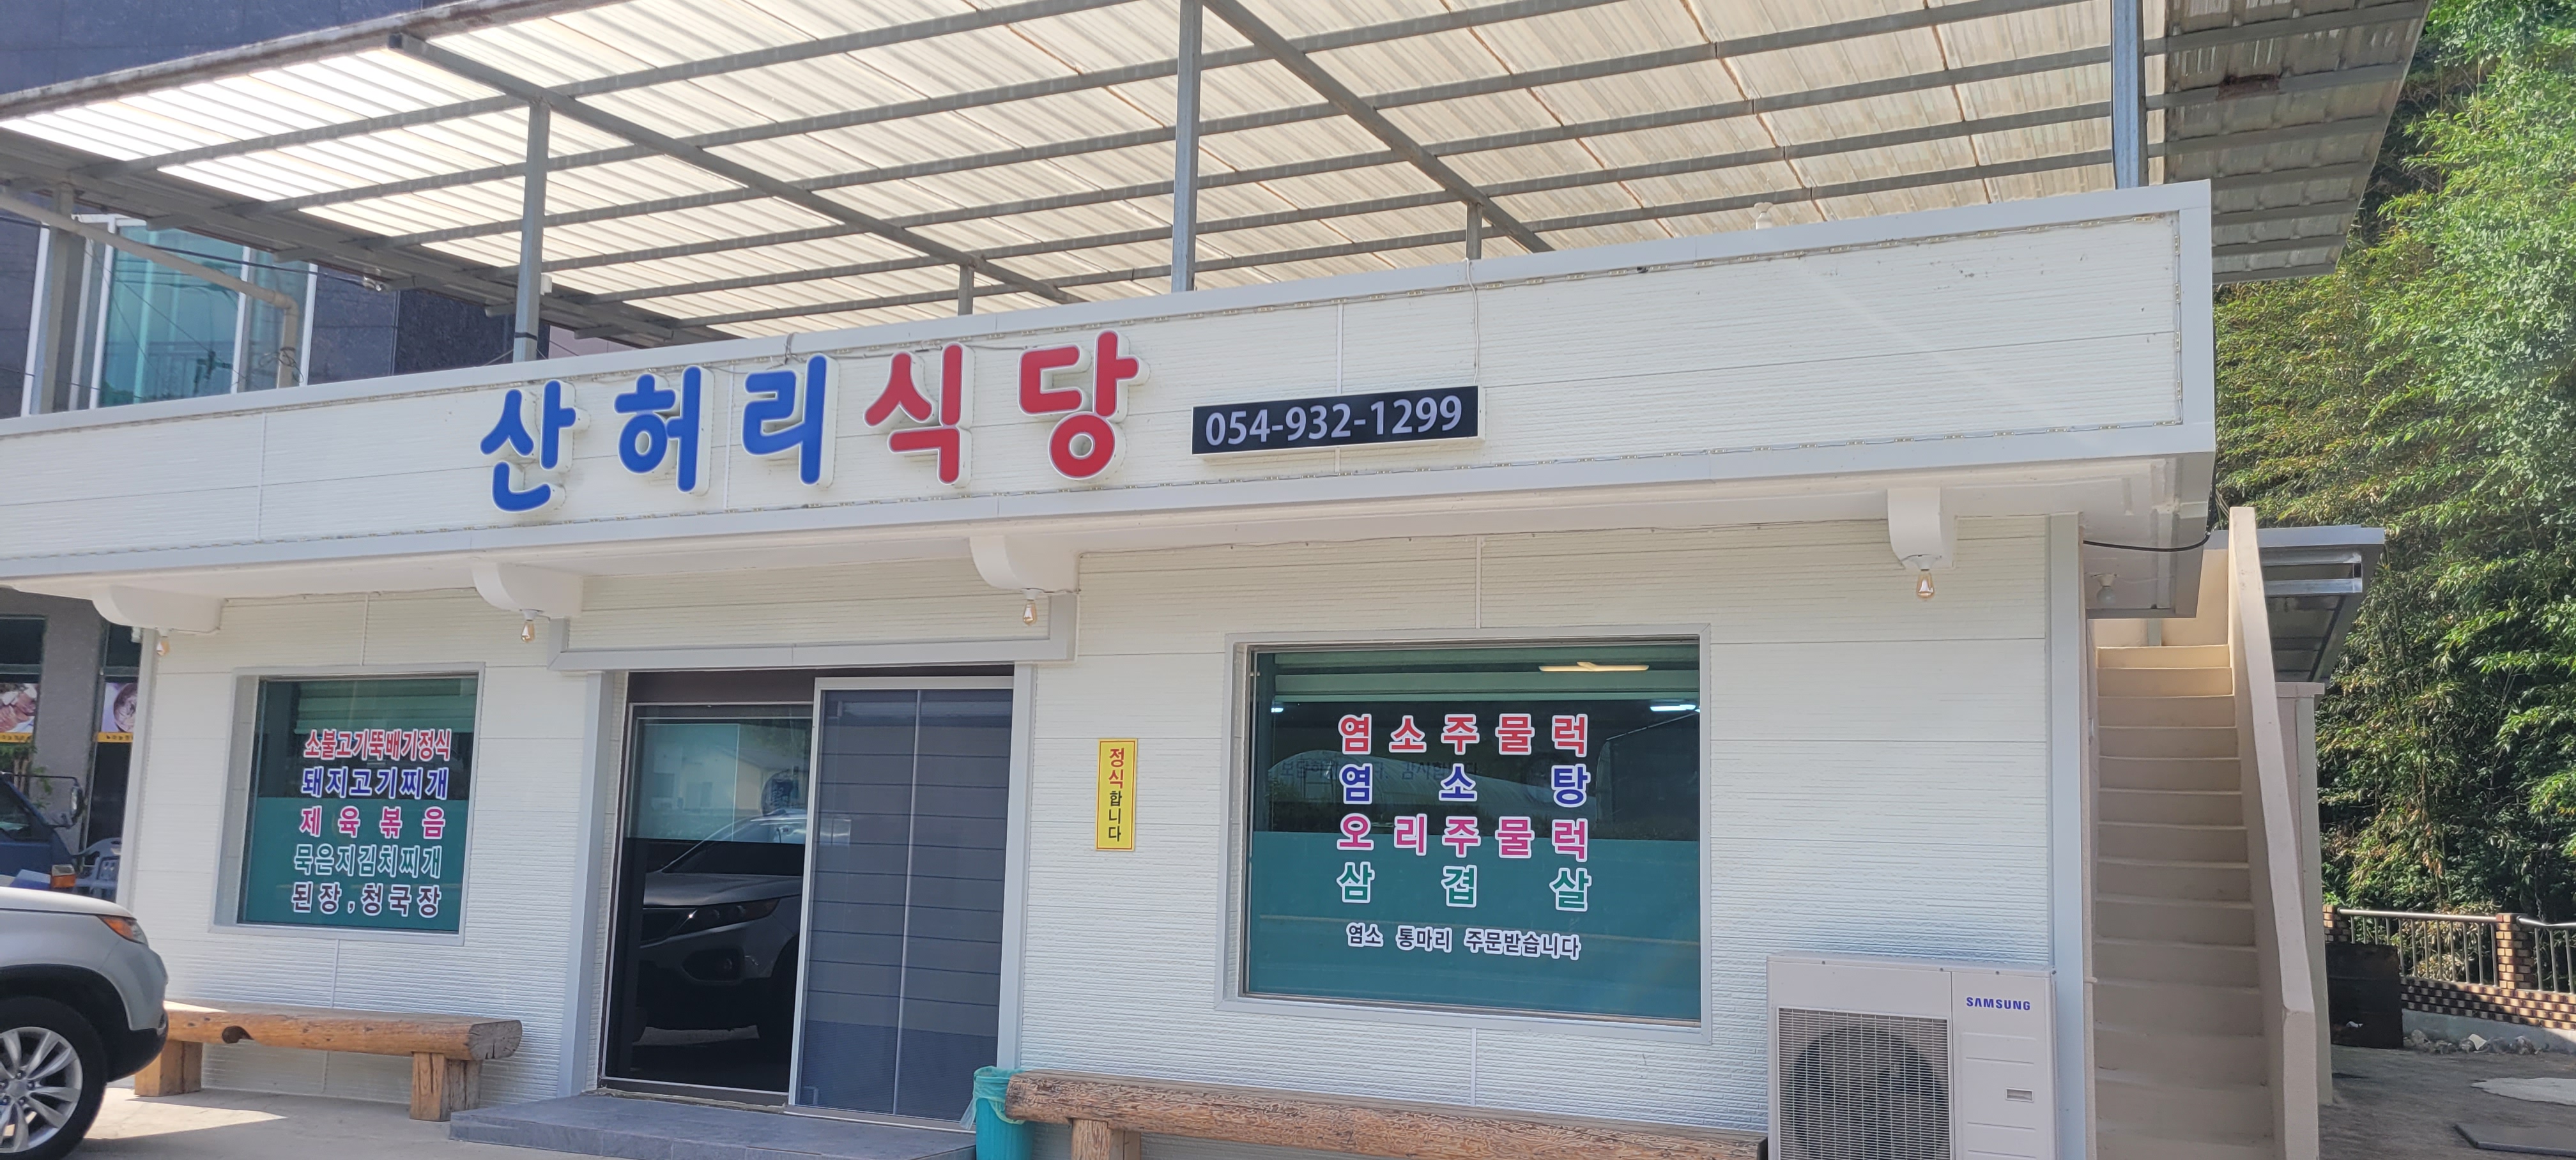 산허리식당
054-932-1299
소불고기뚝배기정식
돼지고기찌개
제육볶음
묵은지김치찌개
된장,청국장
정식합니다
염소주물럭
염소탕
오리주물럭
삼겹살
염소 통마리 주문받습니다
SAMSUNG